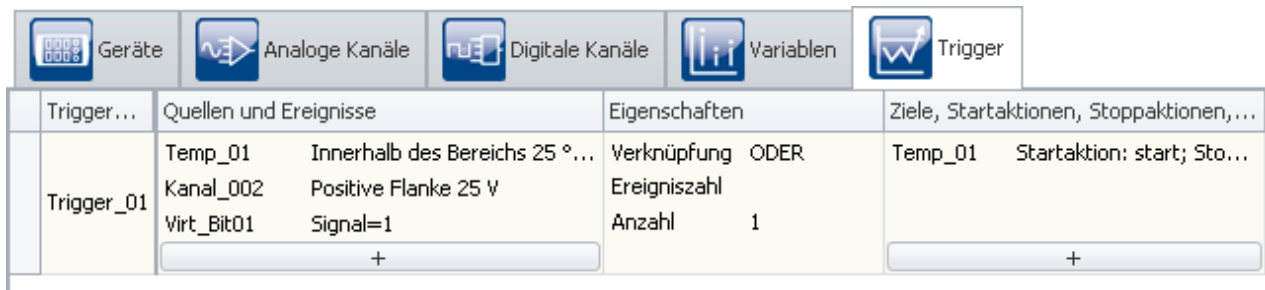 Geräte Analoge Kanäle Digitale Kanäle Variablen Trigger
Trigger... Quellen und Ereignisse Eigenschaften Ziele, Startaktionen, Stoppaktionen,...
Temp_01 Innerhalb des Bereichs 25 °... Verknüpfung ODER Temp_01 Startaktion: start; Sto...
Kanal_002 Positive Flanke 25 V Ereigniszahl
Trigger_01
Virt_Bit01 Signal=1 Anzahl 1
+ +